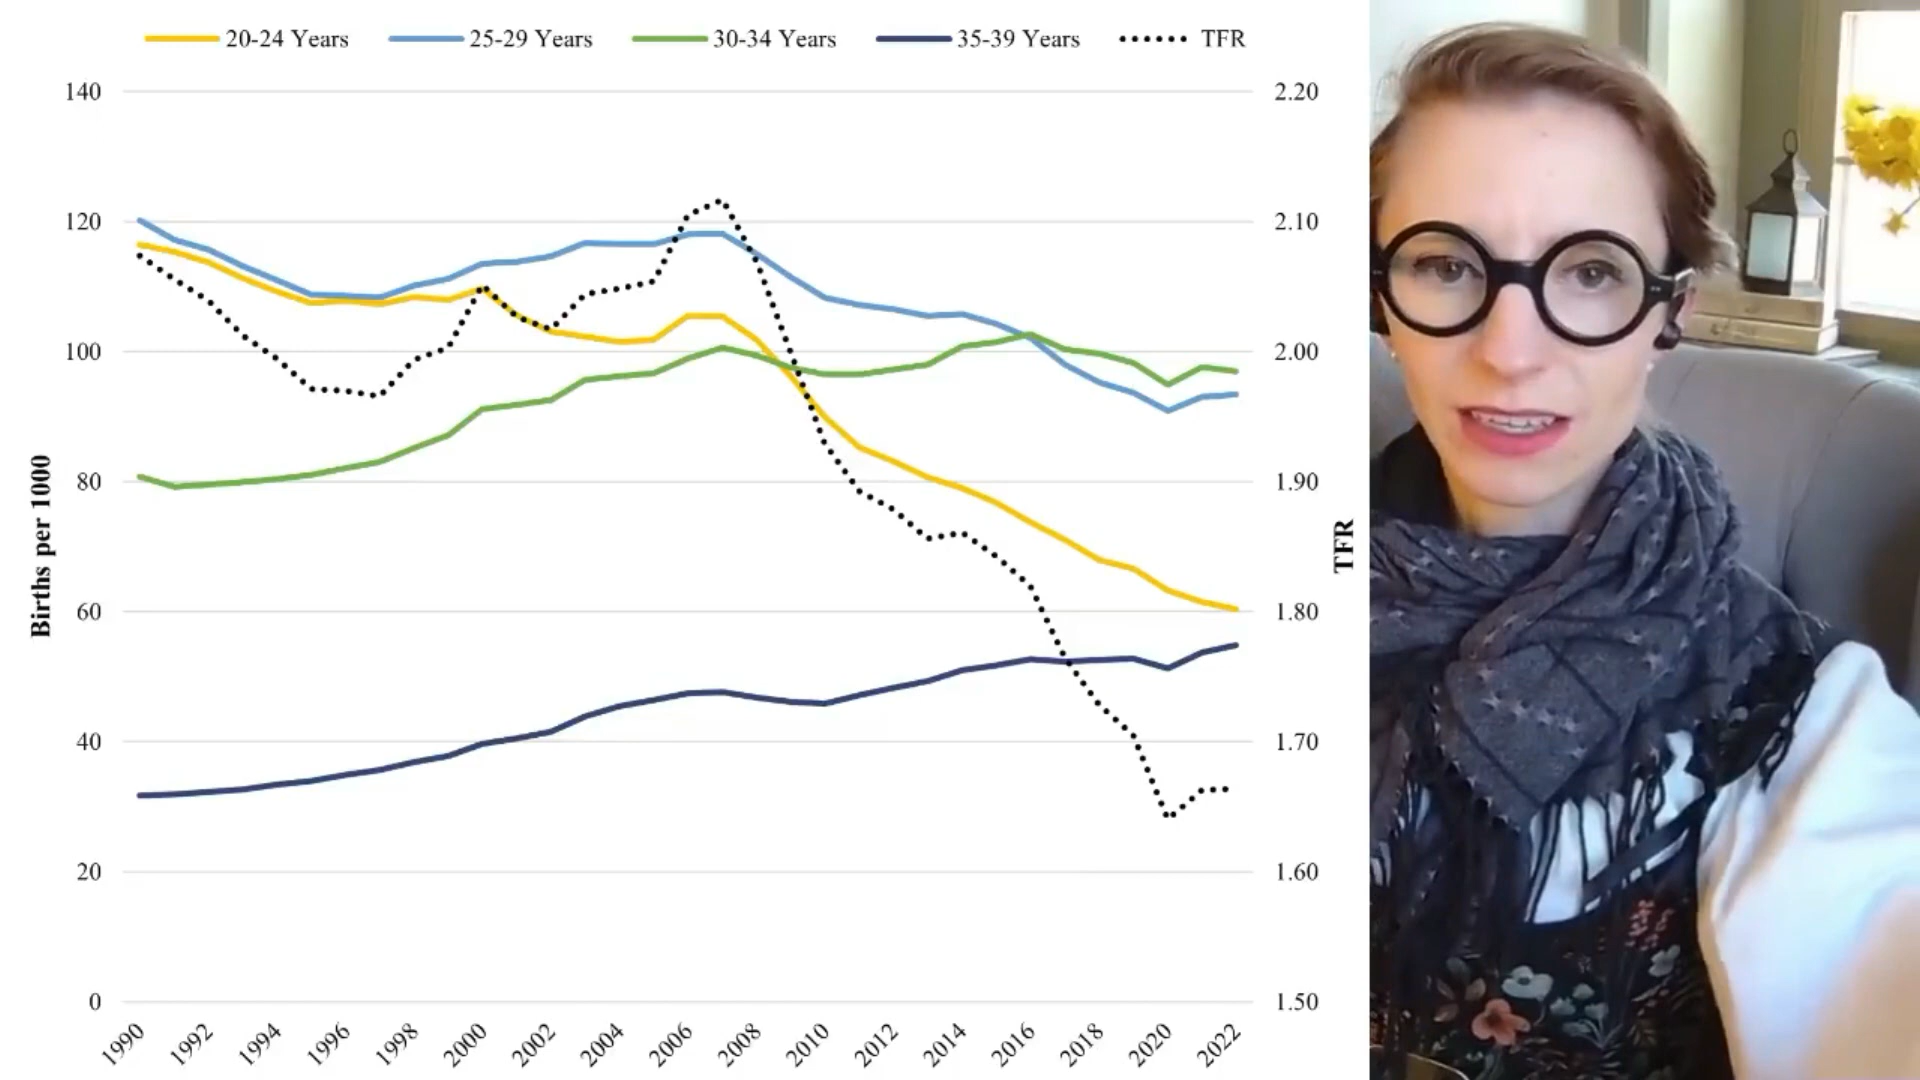 20-24 Years 25-29 Years 30-34 Years 35-39 Years TFR
140 2.20
120 2.10
100 2.00
80 1.90
60 1.80
40 1.70
20 1.60
0 1.50
Births per 1000
TFR
1990 1992 1994 1996 1998 2000 2002 2004 2006 2008 2010 2012 2014 2016 2018 2020 2022